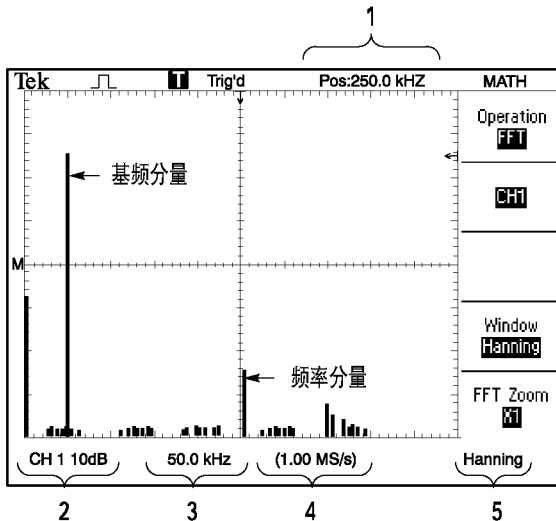 1
Tek T Trig'd Pos:250.0 kHZ MATH
Operation
FFT
基频分量
CH1
M
Window
Hanning
频率分量
FFT Zoom
X1
CH 1 10dB 50.0 kHz (1.00 MS/s) Hanning
2 3 4 5